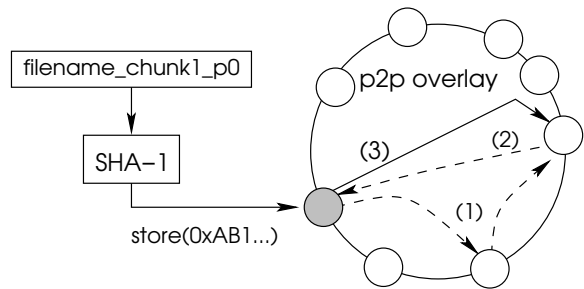 filename_chunk1_p0
p2p overlay
SHA-1
(3)
(2)
(1)
store(0xAB1...)